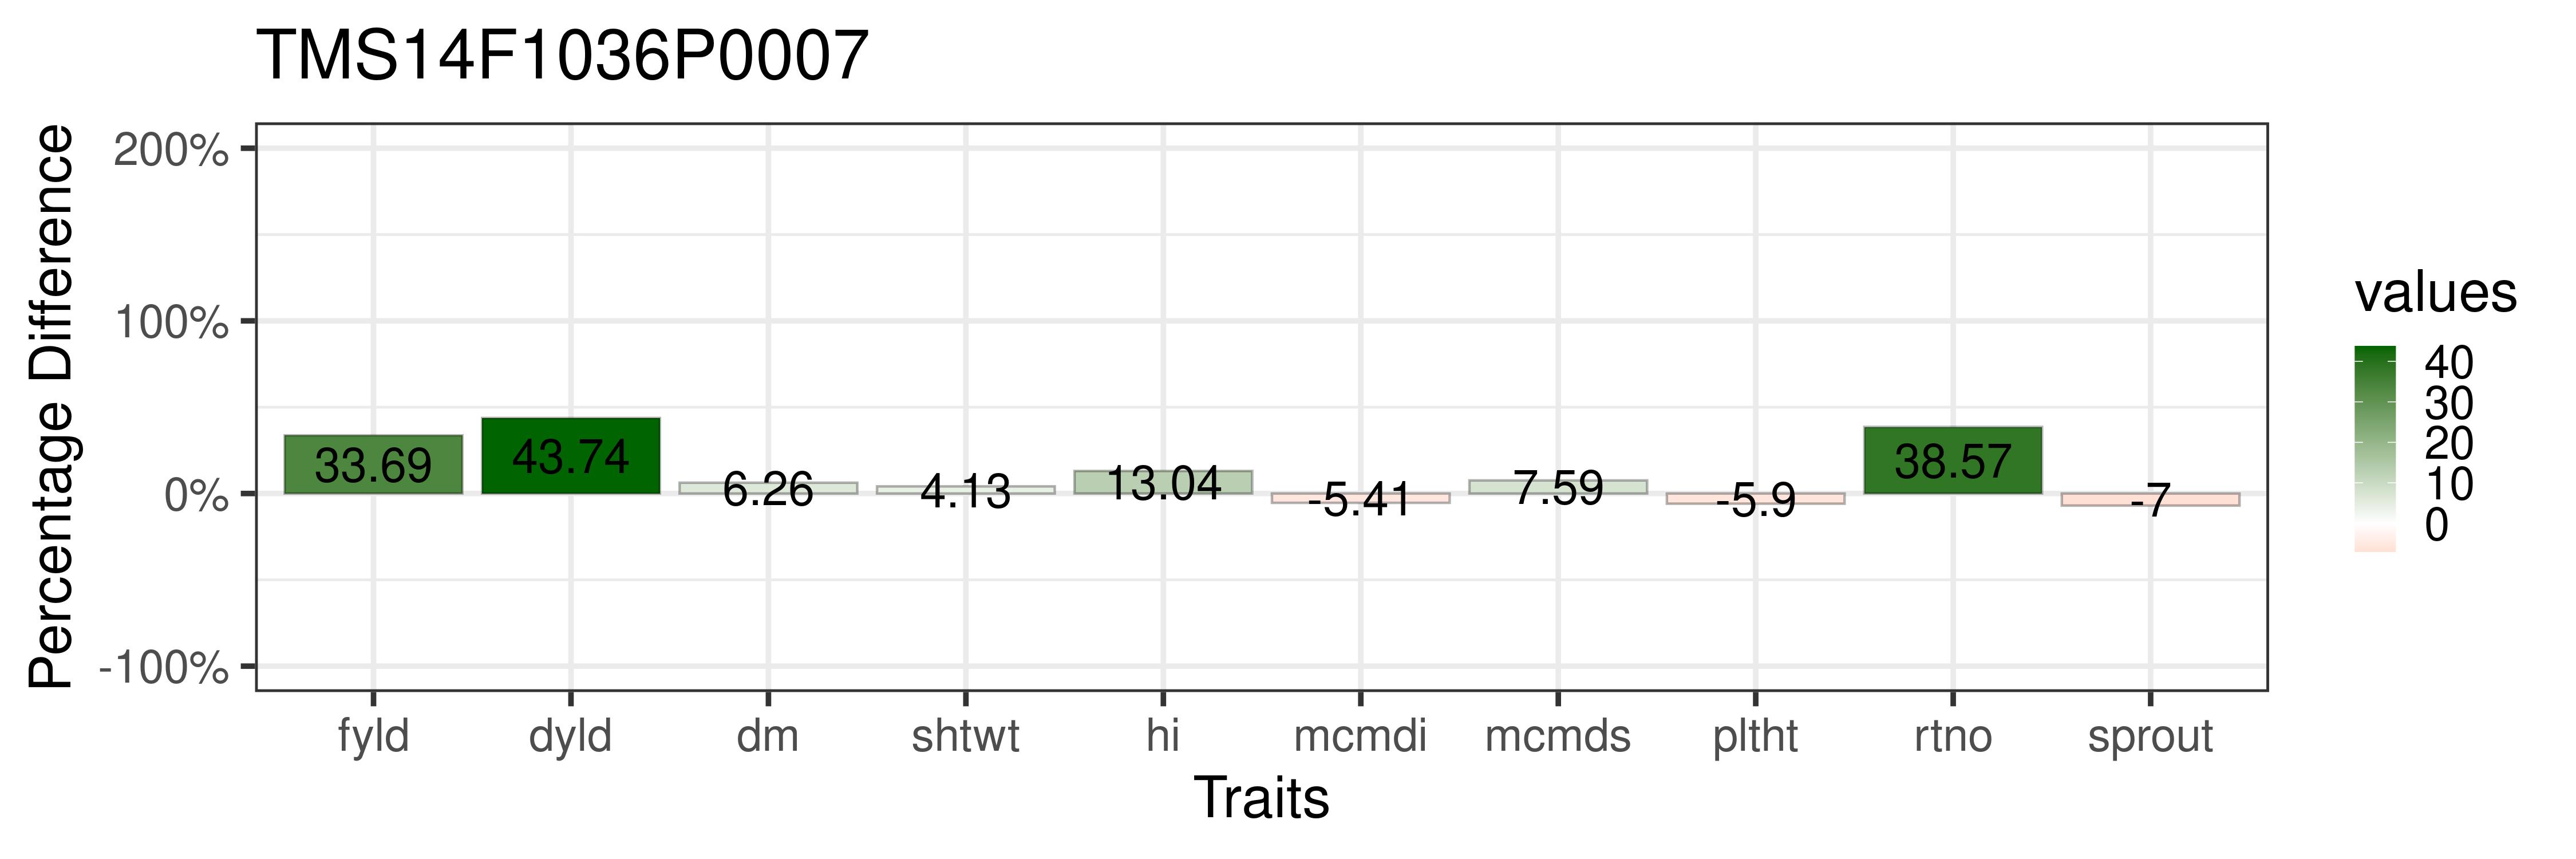 TMS14F1036P0007
Percentage Difference
200%
100%
0%
-100%
33.69
43.74
6.26
4.13
13.04
-5.41
7.59
-5.9
38.57
-7
fyld
dyld
dm
shtwt
hi
mcmdi
mcmds
pltht
rtno
sprout
Traits
values
40
30
20
10
0